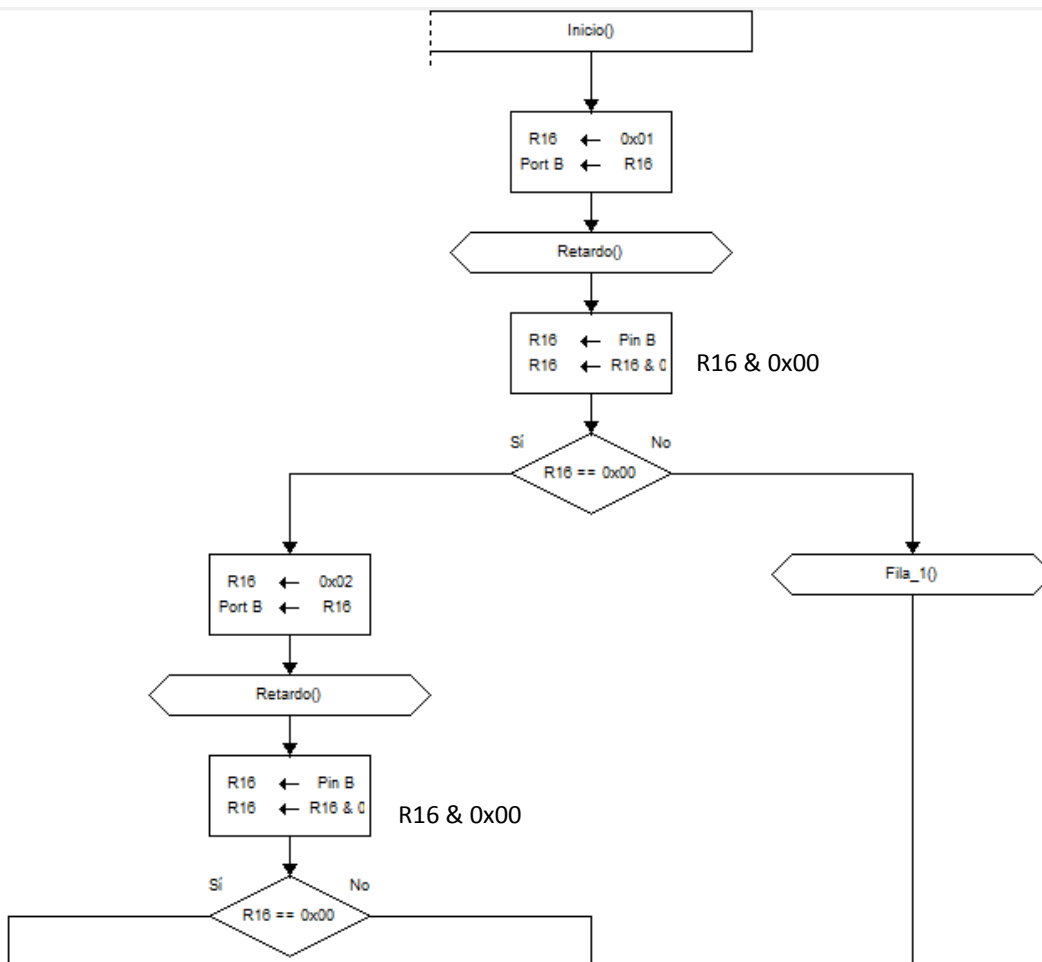 Inicio()
R16 ← 0x01
Port B ← R16
Retardo()
R16 ← Pin B
R16 ← R16 & 0
R16 & 0x00
Sí
No
R16 == 0x00
R16 ← 0x02
Port B ← R16
Fila_1()
Retardo()
R16 ← Pin B
R16 ← R16 & 0
R16 & 0x00
Sí
No
R16 == 0x00